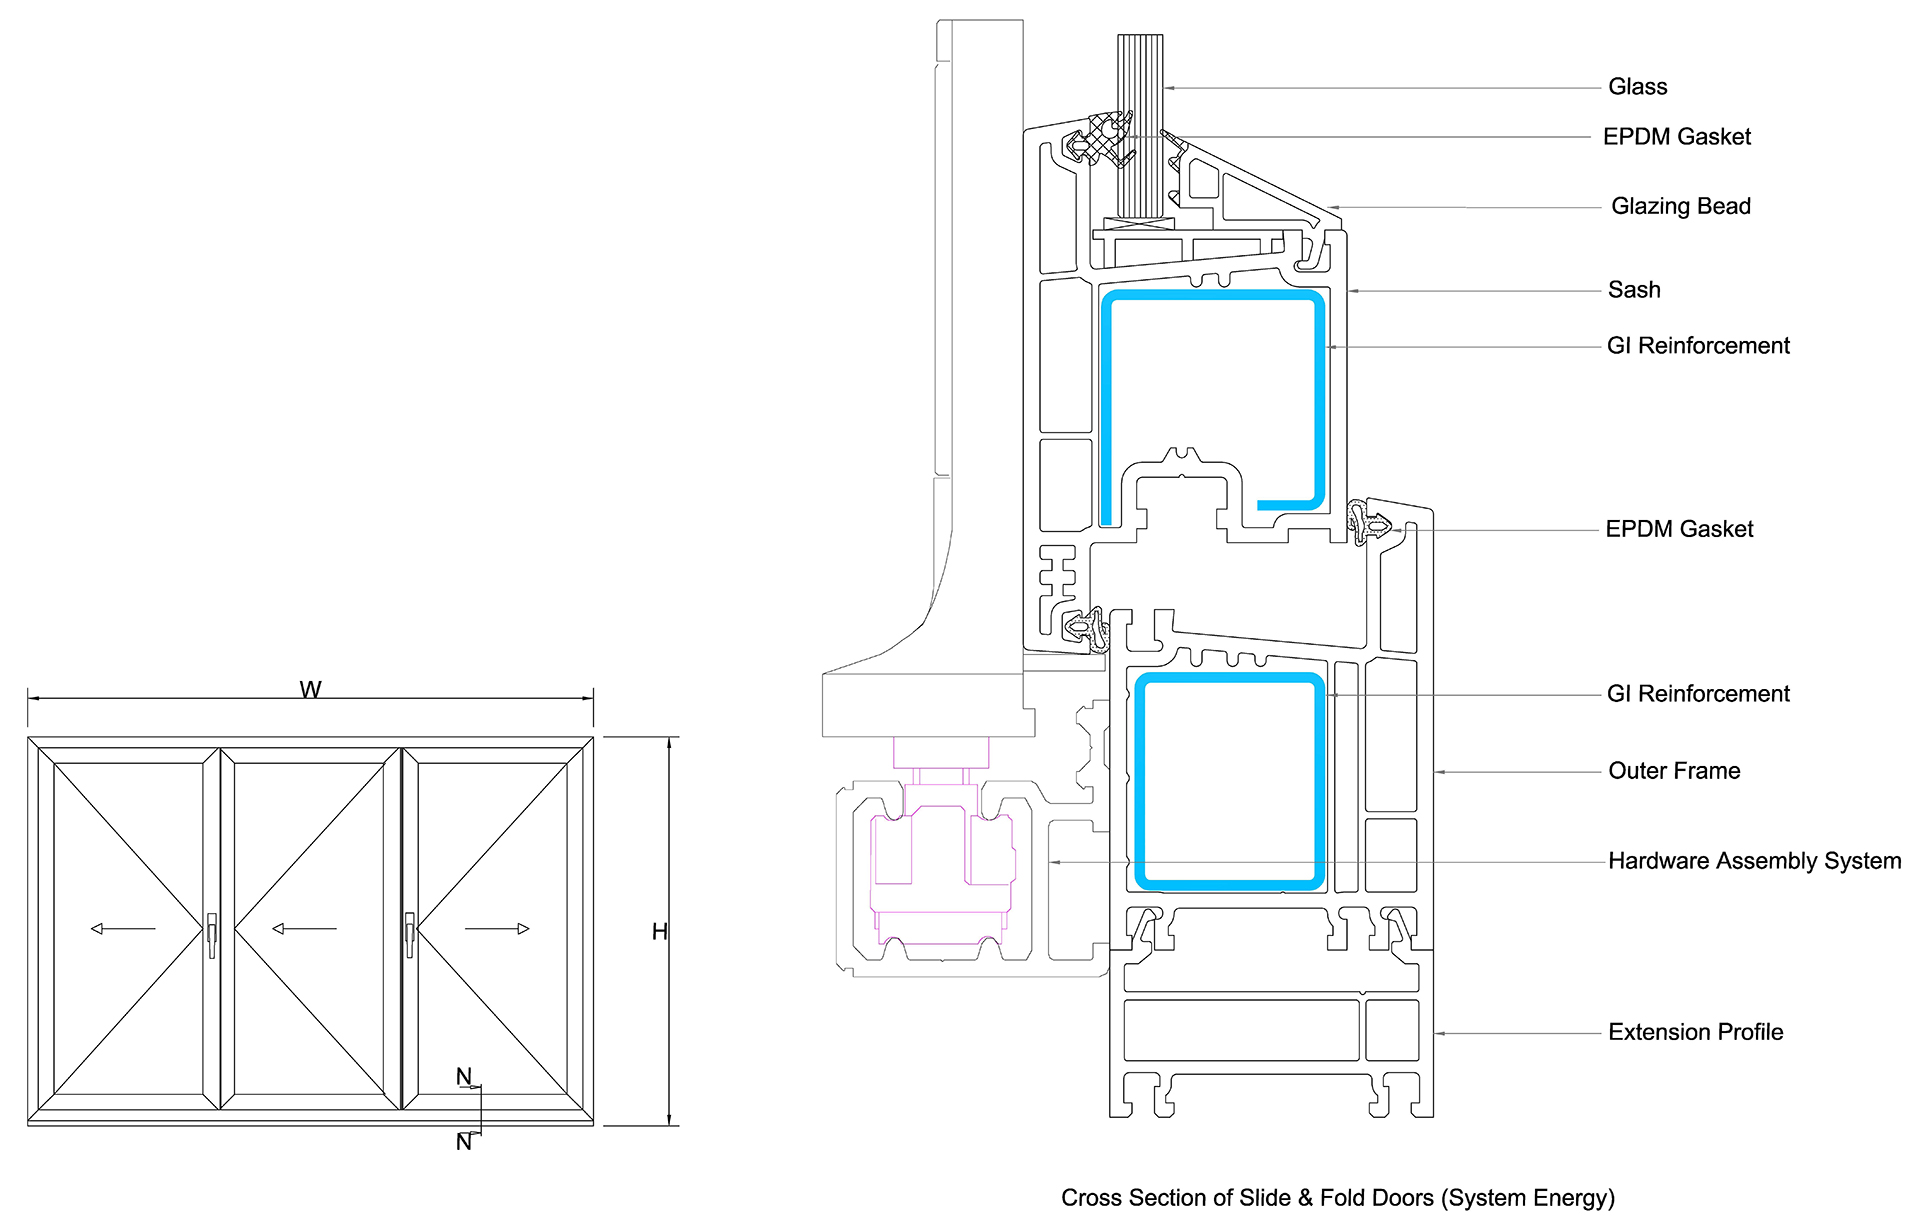 Glass
EPDM Gasket
Glazing Bead
Sash
GI Reinforcement
EPDM Gasket
GI Reinforcement
Outer Frame
Hardware Assembly System
Extension Profile
W
H
N
N
Cross Section of Slide & Fold Doors (System Energy)